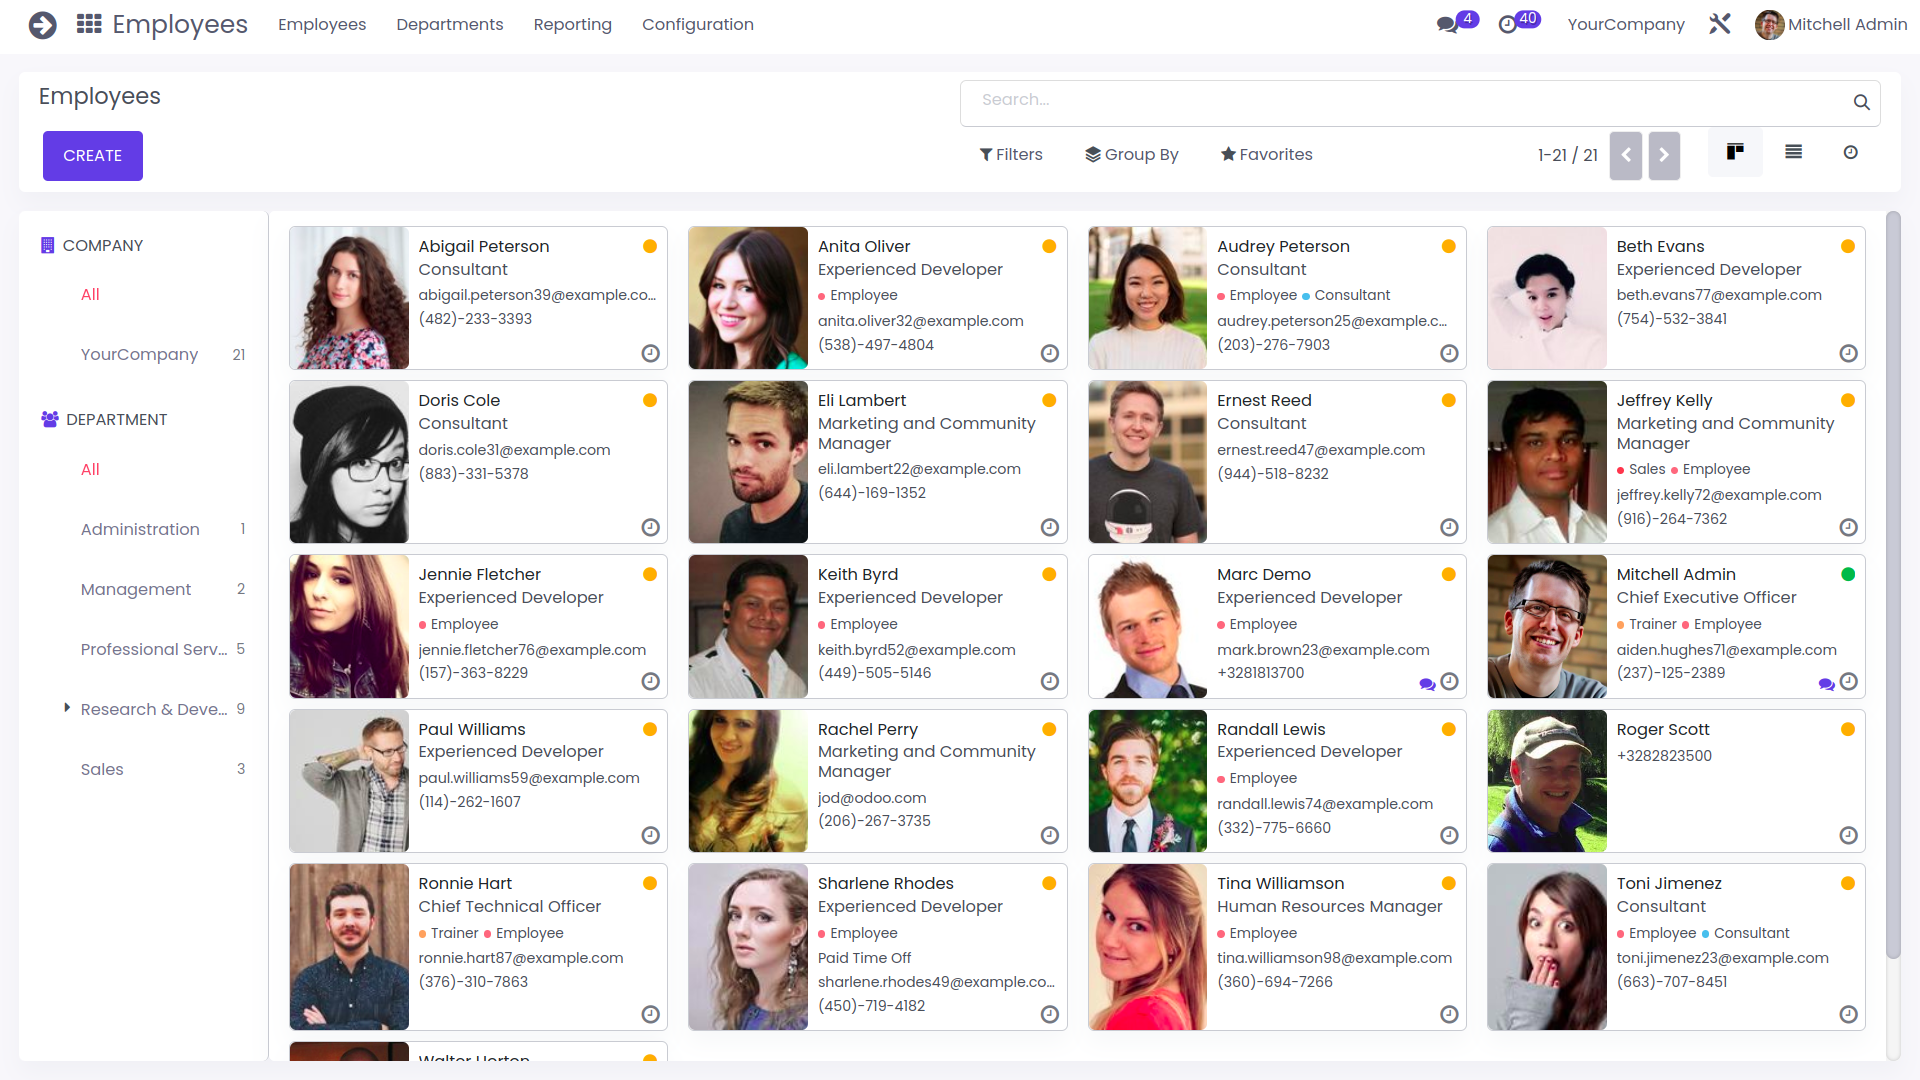 Employees
Employees
Departments
Reporting
Configuration
4
40
YourCompany
Mitchell Admin
Employees
Search...
CREATE
Filters
Group By
Favorites
1-21 / 21
COMPANY
All
YourCompany 21
DEPARTMENT
All
Administration 1
Management 2
Professional Serv... 5
Research & Deve... 9
Sales 3
Abigail Peterson
Consultant
abigail.peterson39@example.co...
(482)-233-3393
Anita Oliver
Experienced Developer
Employee
anita.oliver32@example.com
(538)-497-4804
Audrey Peterson
Consultant
Employee Consultant
audrey.peterson25@example.c...
(203)-276-7903
Beth Evans
Experienced Developer
beth.evans77@example.com
(754)-532-3841
Doris Cole
Consultant
doris.cole31@example.com
(883)-331-5378
Eli Lambert
Marketing and Community
Manager
eli.lambert22@example.com
(644)-169-1352
Ernest Reed
Consultant
ernest.reed47@example.com
(944)-518-8232
Jeffrey Kelly
Marketing and Community
Manager
Sales Employee
jeffrey.kelly72@example.com
(916)-264-7362
Jennie Fletcher
Experienced Developer
Employee
jennie.fletcher76@example.com
(157)-363-8229
Keith Byrd
Experienced Developer
Employee
keith.byrd52@example.com
(449)-505-5146
Marc Demo
Experienced Developer
Employee
mark.brown23@example.com
+3281813700
Mitchell Admin
Chief Executive Officer
Trainer Employee
aiden.hughes71@example.com
(237)-125-2389
Paul Williams
Experienced Developer
paul.williams59@example.com
(114)-262-1607
Rachel Perry
Marketing and Community
Manager
jod@odoo.com
(206)-267-3735
Randall Lewis
Experienced Developer
Employee
randall.lewis74@example.com
(332)-775-6660
Roger Scott
+3282823500
Ronnie Hart
Chief Technical Officer
Trainer Employee
ronnie.hart87@example.com
(376)-310-7863
Sharlene Rhodes
Experienced Developer
Employee
Paid Time Off
sharlene.rhodes49@example.co...
(450)-719-4182
Tina Williamson
Human Resources Manager
Employee
tina.williamson98@example.com
(360)-694-7266
Toni Jimenez
Consultant
Employee Consultant
toni.jimenez23@example.com
(663)-707-8451
Walter Horton